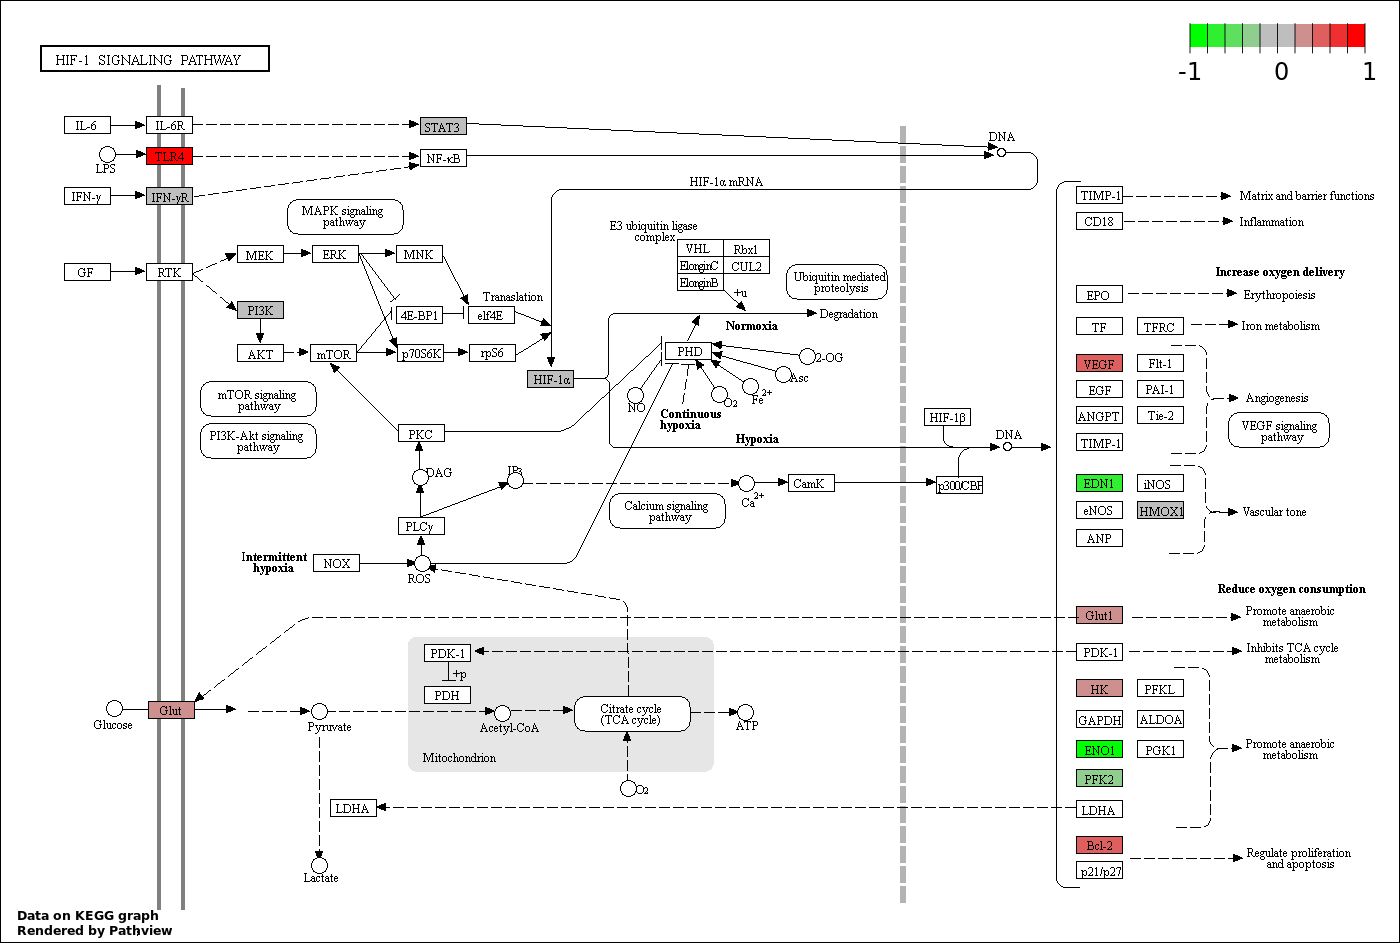 HIF-1 SIGNALING PATHWAY
-1 0 1
IL-6
IL-6R
STAT3
DNA
TLR4
LPS
NF-κB
IFN-γ
IFN-γR
HIF-1α mRNA
TIMP-1
Matrix and barrier functions
CD18
Inflammation
MAPK signaling
pathway
E3 ubiquitin ligase
complex
VHL
Rbx1
ElonginC
CUL2
ElonginB
+u
Ubiquitin mediated
proteolysis
GF
RTK
MEK
ERK
MNK
PI3K
Translation
4E-BP1
elf4E
Degradation
Normoxia
AKT
mTOR
p70S6K
rpS6
HIF-1α
PHD
2-OG
Asc
Fe2+
O2
NO
Continuous
hypoxia
Hypoxia
Increase oxygen delivery
EPO
Erythropoiesis
TF
TFRC
Iron metabolism
VEGF
Flt-1
EGF
PAI-1
ANGPT
Tie-2
TIMP-1
Angiogenesis
VEGF signaling
pathway
mTOR signaling
pathway
PI3K-Akt signaling
pathway
PKC
HIF-1β
DNA
DAG
IP3
Ca2+
CamK
p300/CBP
Calcium signaling
pathway
PLCγ
EDN1
iNOS
eNOS
HMOX1
ANP
Vascular tone
Intermittent
hypoxia
NOX
ROS
Reduce oxygen consumption
Glut1
Promote anaerobic
metabolism
PDK-1
Inhibits TCA cycle
metabolism
PDK-1
+p
PDH
HK
PFKL
GAPDH
ALDOA
ENO1
PGK1
PFK2
LDHA
Promote anaerobic
metabolism
Glucose
Glut
Pyruvate
Acetyl-CoA
Citrate cycle
(TCA cycle)
ATP
Mitochondrion
O2
LDHA
Lactate
Bcl-2
p21/p27
Regulate proliferation
and apoptosis
Data on KEGG graph
Rendered by Pathview